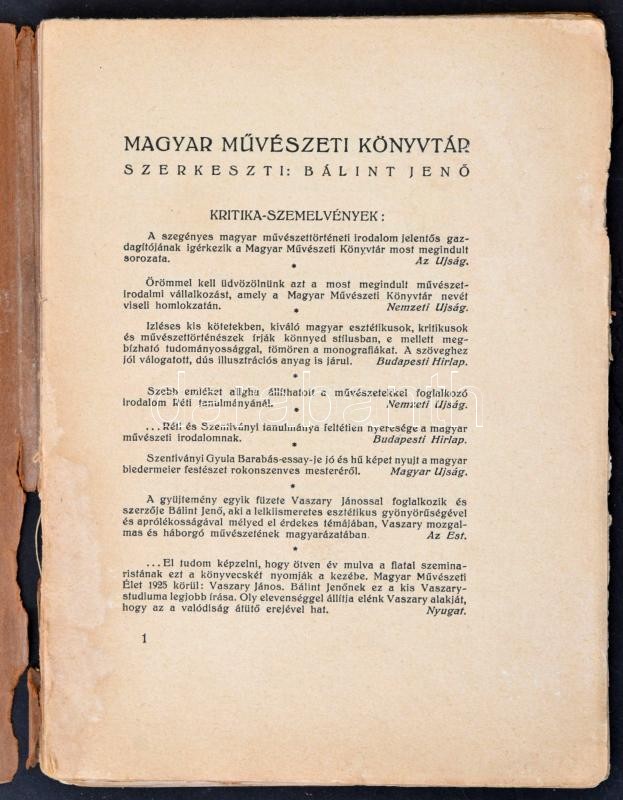 MAGYAR MŰVÉSZETI KÖNYVTÁR
SZERKESZTI: BÁLINT JENŐ
KRITIKA-SZEMELVÉNYEK:
A szegényes magyar művészettörténeti irodalom jelentős gaz-
dagítójának igérkezik a Magyar Művészeti Könyvtár most megindult
sorozata. Az Ujság.
*
Örömmel kell üdvözölnünk azt a most megindult művészet-
irodalmi vállalkozást, amely a Magyar Művészeti Könyvtár nevét
viseli homlokzatán. Nemzeti Ujság.
*
Izléses kis kötetekben, kiváló magyar esztétikusok, kritikusok
és művészettörténészek írják könnyed stílusban, e mellett meg-
bízható tudományossággal, tömören a monografiákat. A szöveghez
jól válogatott, dús illusztrációs anyag is járul. Budapesti Hirlap.
*
Szebb emléket aligha állíthatott a művészetekkel foglalkozó
irodalom Réti tanulmányánál. Nemzeti Ujság.
*
...Réti és Szentiványi tanulmánya feltétlen nyeresége a magyar
művészeti irodalomnak. Budapesti Hirlap.
Szentiványi Gyula Barabás-essay-je jó és hű képet nyujt a magyar
biedermeier festészet rokonszenves mesteréről. Magyar Ujság.
*
A gyüjtemény egyik füzete Vaszary Jánossal foglalkozik és
szerzője Bálint Jenő, aki a lelkiismeretes esztétikus gyönyörűségével
és aprólékosságával mélyed el érdekes témájában, Vaszary mozgal-
mas és háborgó művészetének magyarázatában. Az Est.
*
...El tudom képzelni, hogy ötven év mulva a fiatal szemina-
ristának ezt a könyvecskét nyomják a kezébe. Magyar Művészeti
Élet 1925 körül: Vaszary János. Bálint Jenőnek ez a kis Vaszary-
studiuma legjobb írása. Oly elevenséggel állítja elénk Vaszary alakját,
hogy az a valódiság átütő erejével hat. Nyugat.
1
darabanth